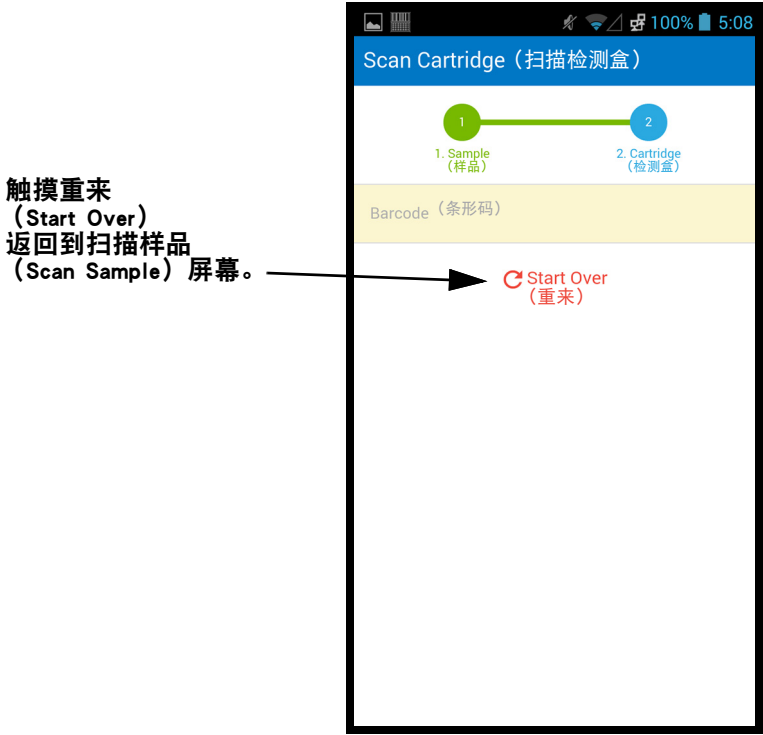 100% 5:08
Scan Cartridge（扫描检测盒）
1 2
1. Sample
（样品）
2. Cartridge
（检测盒）
Barcode（条形码）
触摸重来
（Start Over）
返回到扫描样品
（Scan Sample）屏幕。
Start Over
（重来）